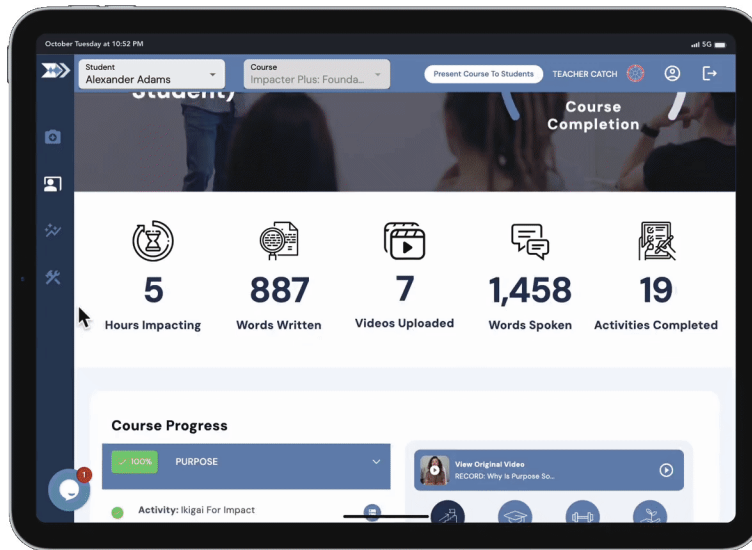 October Tuesday at 10:52 PM
5G
Student
Alexander Adams
Course
Impacter Plus: Founda...
Present Course To Students
TEACHER CATCH
Student)
Course
Completion
5
887
7
1,458
19
Hours Impacting
Words Written
Videos Uploaded
Words Spoken
Activities Completed
Course Progress
100%
PURPOSE
View Original Video
RECORD: Why Is Purpose So...
1
Activity: Ikigai For Impact